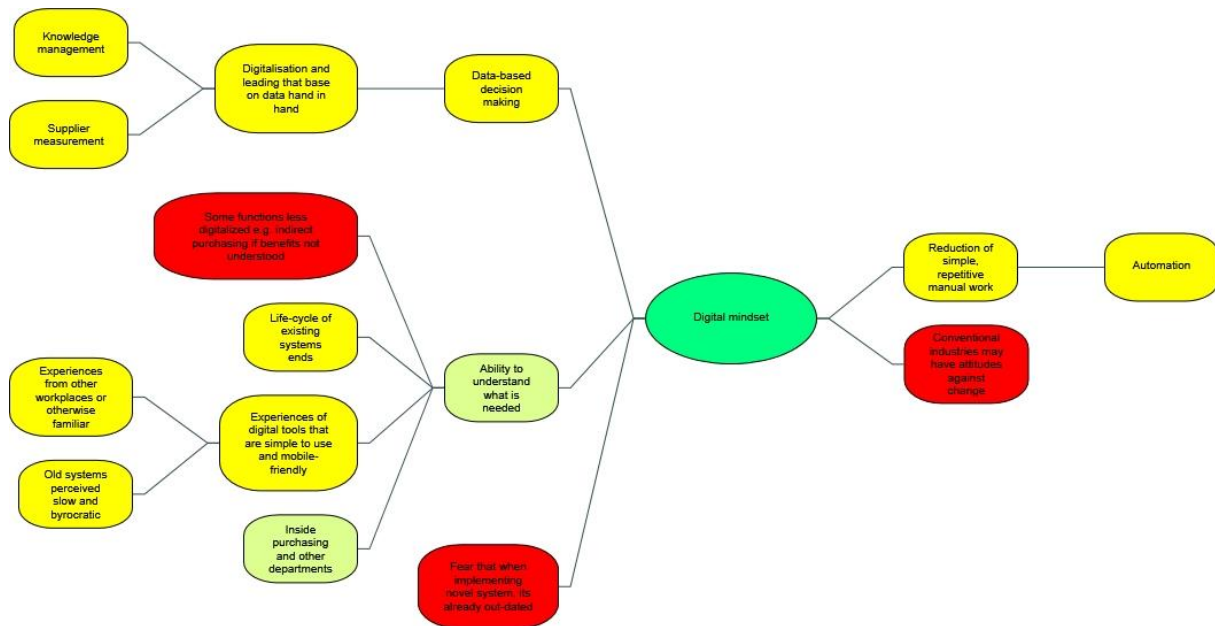 Knowledge
management
Supplier
measurement
Digitalisation and
leading that base
on data hand in
hand
Data-based
decision
making
Some functions less
digitalized e.g. indirect
purchasing if benefits not
understood
Life-cycle of
existing
systems
ends
Experiences
from other
workplaces or
otherwise
familiar
Old systems
perceived
slow and
byrocratic
Experiences of
digital tools that
are simple to use
and mobile-
friendly
Inside
purchasing
and other
departments
Ability to
understand
what is
needed
Fear that when
implementing
novel system, its
already out-dated
Digital mindset
Reduction of
simple,
repetitive
manual work
Automation
Conventional
industries may
have attitudes
against
change